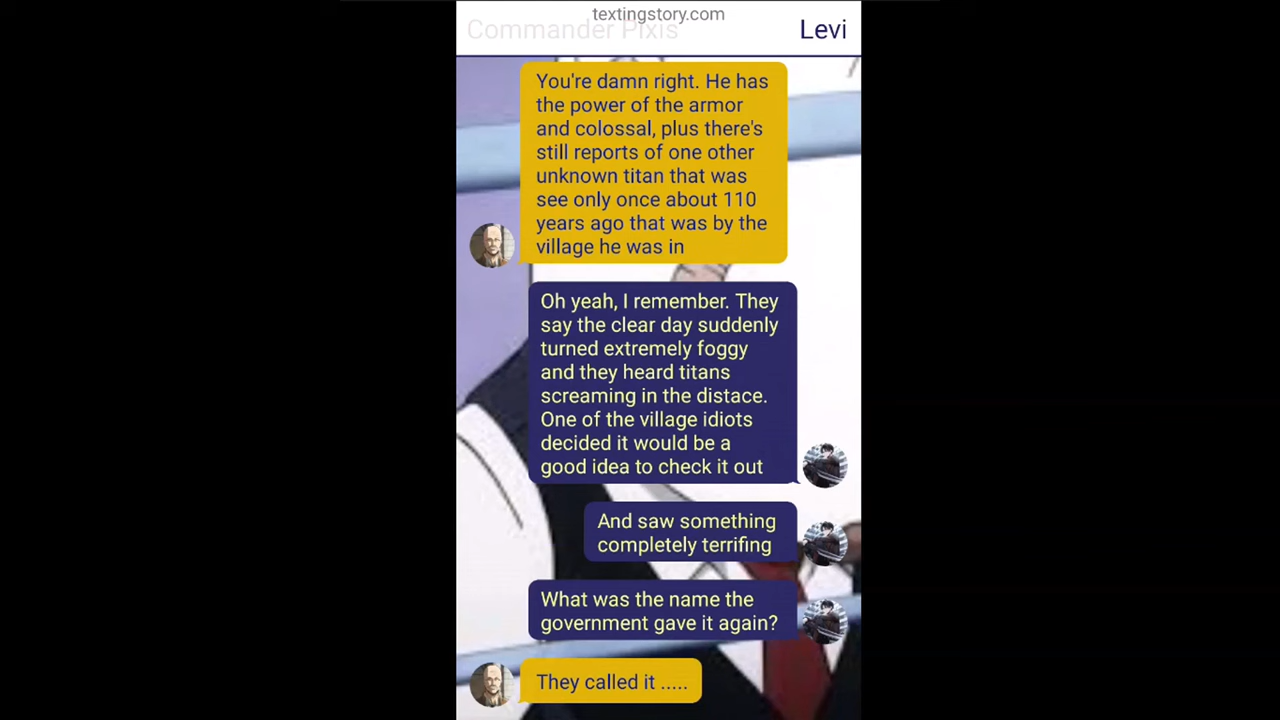 textingstory.com
Commander Pixis
Levi
You're damn right. He has
the power of the armor
and colossal, plus there's
still reports of one other
unknown titan that was
see only once about 110
years ago that was by the
village he was in
Oh yeah, I remember. They
say the clear day suddenly
turned extremely foggy
and they heard titans
screaming in the distace.
One of the village idiots
decided it would be a
good idea to check it out
And saw something
completely terrifing
What was the name the
government gave it again?
They called it .....